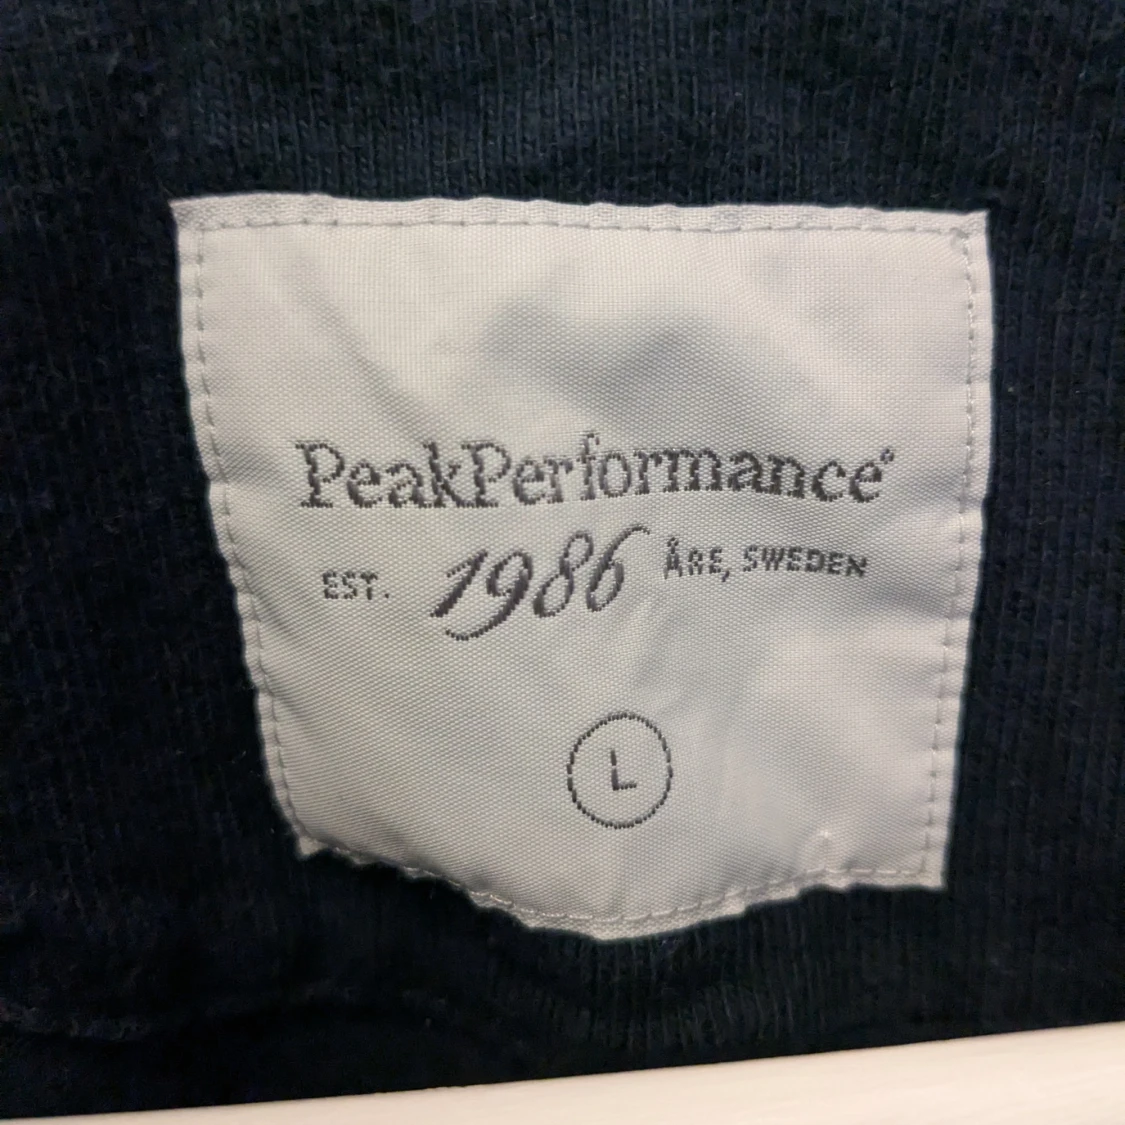 PeakPerformance®
EST. 1986 ÅRE, SWEDEN
L